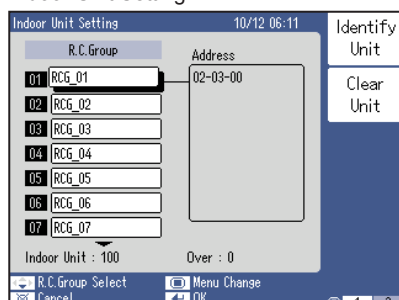 Indoor Unit Setting 10/12 06:11
Identify
Unit
Clear
Unit
R.C.Group
Address
01 RCG_01
02-03-00
02 RCG_02
03 RCG_03
04 RCG_04
05 RCG_05
06 RCG_06
07 RCG_07
Indoor Unit : 100 Over : 0
R.C.Group Select Menu Change
Cancel OK
1